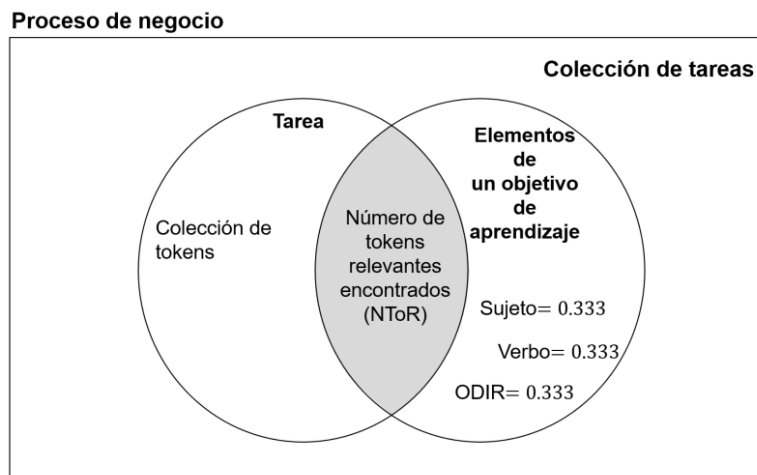 Proceso de negocio
Colección de tareas
Tarea
Colección de
tokens
Número de
tokens
relevantes
encontrados
(NToR)
Elementos
de
un objetivo
de
aprendizaje
Sujeto= 0.333
Verbo= 0.333
ODIR= 0.333